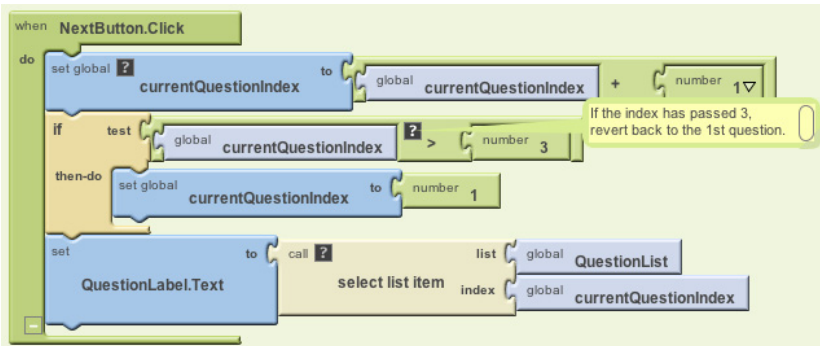 when NextButton.Click
do set global ? currentQuestionIndex to global currentQuestionIndex + number 1
If the index has passed 3,
revert back to the 1st question.
if test global currentQuestionIndex ? > number 3
then-do set global currentQuestionIndex to number 1
set QuestionLabel.Text to call ? select list item list global QuestionList
index global currentQuestionIndex